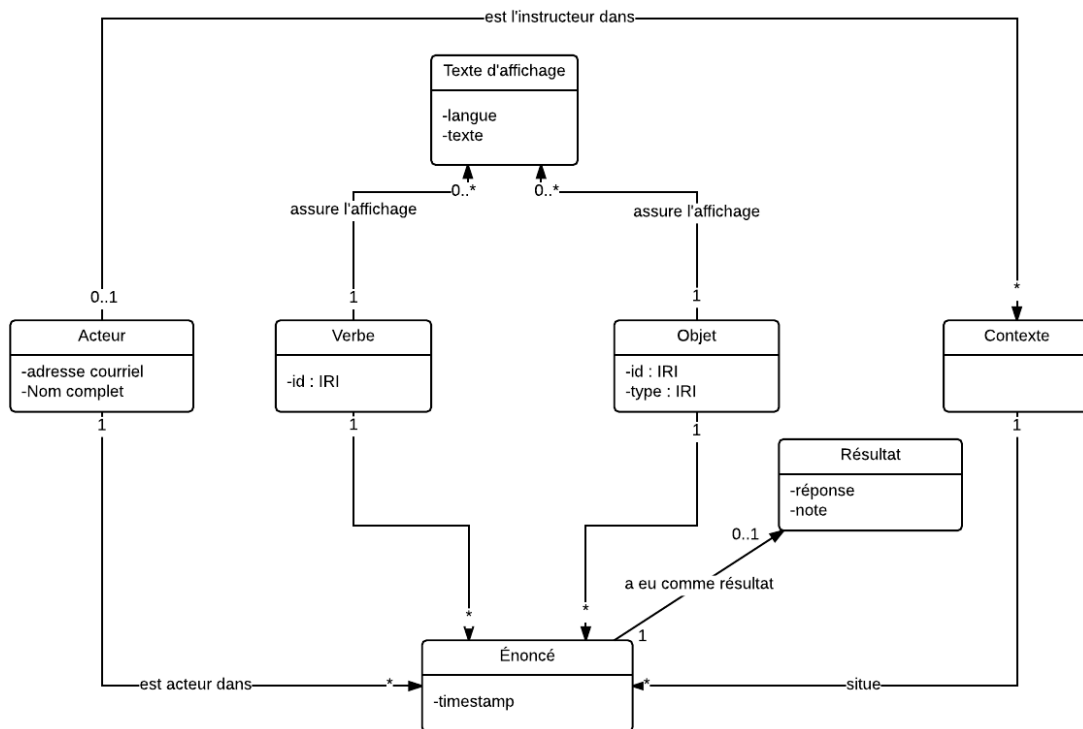 est l'instructeur dans
Texte d'affichage
-langue
-texte
0..*
0..*
assure l'affichage
assure l'affichage
0..1
1
1
*
Acteur
-adresse courriel
-Nom complet
Verbe
-id : IRI
Objet
-id : IRI
-type : IRI
Contexte
1
1
1
1
Résultat
-réponse
-note
0..1
a eu comme résultat
*
*
1
Énoncé
-timestamp
est acteur dans
*
*
situe